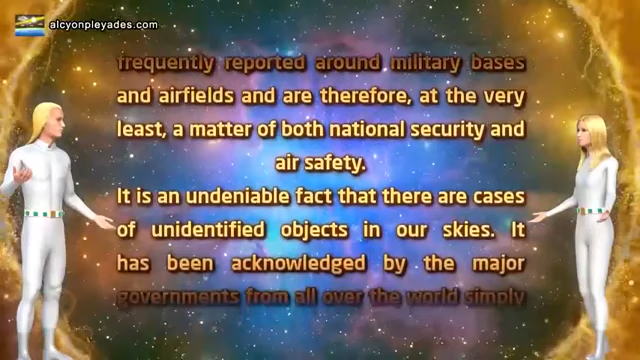 alcyonpleyades.com
frequently reported around military bases
and airfields and are therefore, at the very
least, a matter of both national security and
air safety.
It is an undeniable fact that there are cases
of unidentified objects in our skies. It
has been acknowledged by the major
governments from all over the world simply